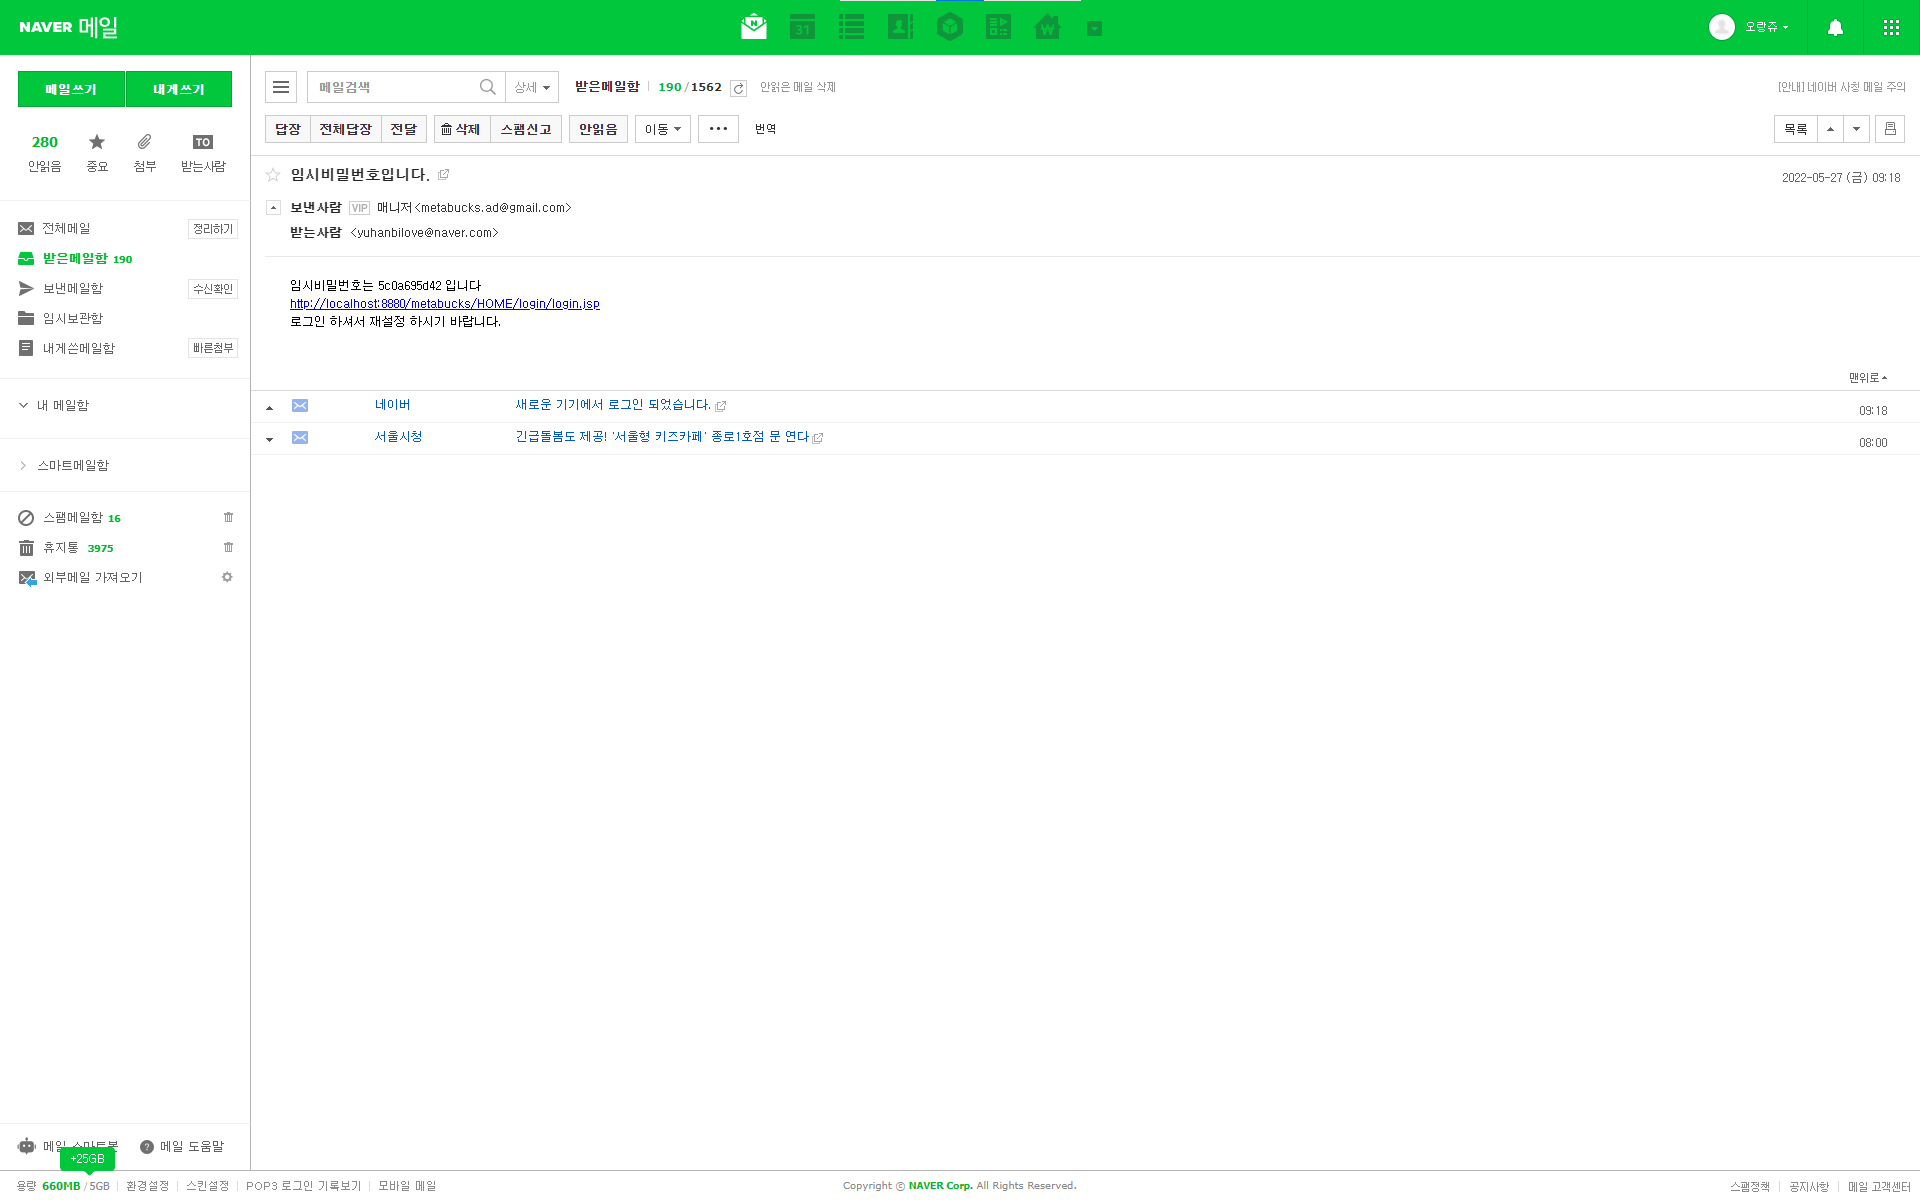 NAVER 메일
31
오랑쥬
메일쓰기 내게쓰기
메일검색 상세 받은메일함 190/1562 안읽은 메일 삭제 [안내] 네이버 사칭 메일 주의
답장 전체답장 전달 삭제 스팸신고 안읽음 이동 ••• 번역 목록
280 TO
안읽음 중요 첨부 받는사람
임시비밀번호입니다. 2022-05-27 (금) 09:18
보낸사람 VIP 매니저<metabucks.ad@gmail.com>
받는사람 <yuhanbilove@naver.com>
전체메일 정리하기
받은메일함 190
보낸메일함 수신확인
임시보관함
내게쓴메일함 빠른첨부
임시비밀번호는 5c0a695d42 입니다
http://localhost:8880/metabucks/HOME/login/login.jsp
로그인 하셔서 재설정 하시기 바랍니다.
맨위로
내 메일함
네이버 새로운 기기에서 로그인 되었습니다. 09:18
서울시청 긴급돌봄도 제공! '서울형 키즈카페' 종로1호점 문 연다 08:00
스마트메일함
스팸메일함 16
휴지통 3975
외부메일 가져오기
메일 스마트봇 메일 도움말
+25GB
용량 660MB / 5GB 환경설정 스킨설정 POP3 로그인 기록보기 모바일 메일
Copyright © NAVER Corp. All Rights Reserved.
스팸정책 공지사항 메일 고객센터